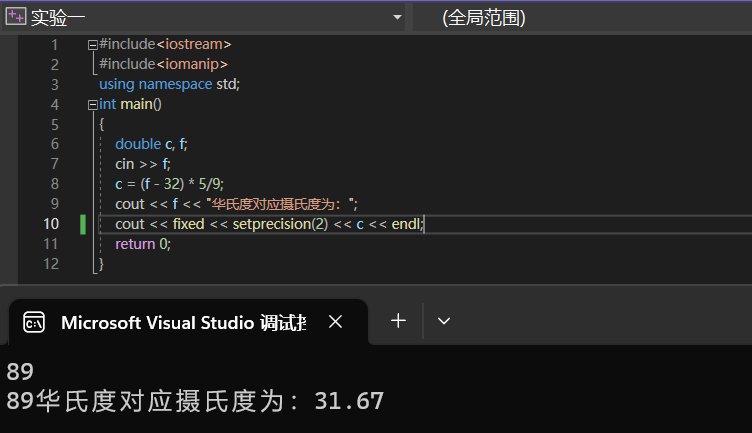 实验一 (全局范围)
1 #include<iostream>
2 #include<iomanip>
3 using namespace std;
4 int main()
5 {
6 double c, f;
7 cin >> f;
8 c = (f - 32) * 5/9;
9 cout << f << "华氏度对应摄氏度为：";
10 cout << fixed << setprecision(2) << c << endl;
11 return 0;
12 }
C:\ Microsoft Visual Studio 调试
89
89华氏度对应摄氏度为：31.67